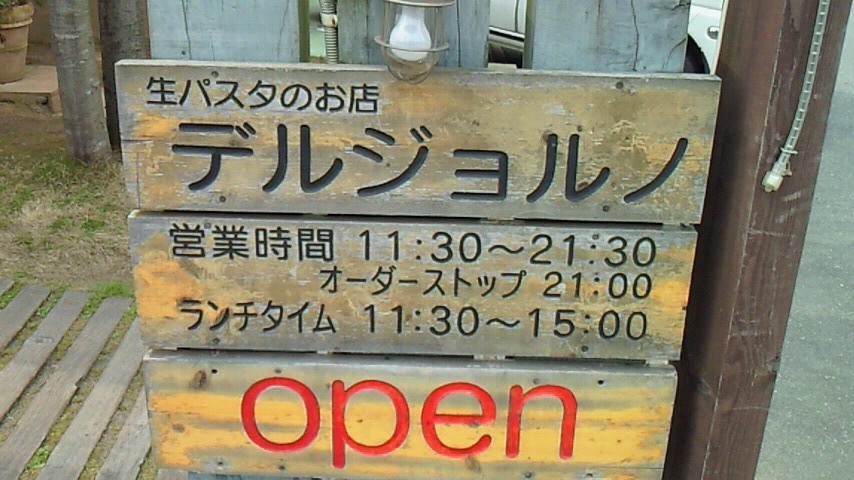 生パスタのお店
デルジョルノ
営業時間 11:30～21:30
オーダーストップ 21:00
ランチタイム 11:30～15:00
open